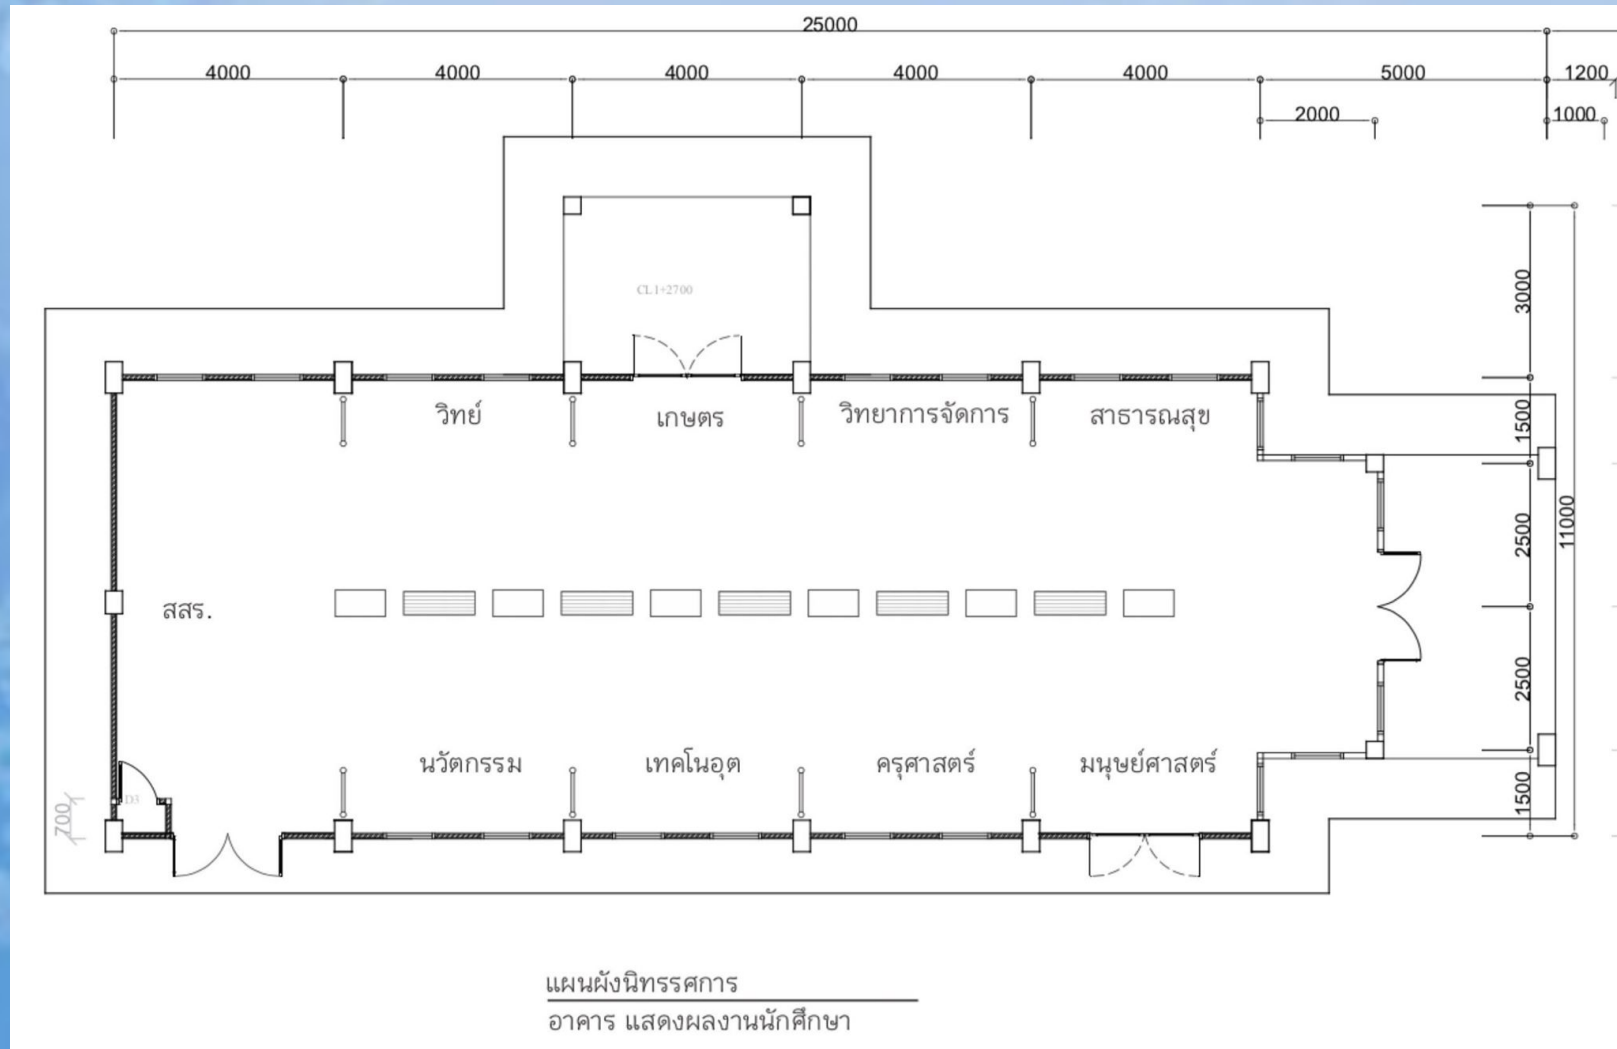 25000
4000 4000 4000 4000 4000 5000 1200
2000 1000
3000
CL 1+2700
วิทย์ เกษตร วิทยาการจัดการ สาธารณสุข
1500
2500
11000
สสร.
2500
นวัตกรรม เทคโนอุต ครุศาสตร์ มนุษย์ศาสตร์
D3
1500
700
แผนผังนิทรรศการ
อาคาร แสดงผลงานนักศึกษา